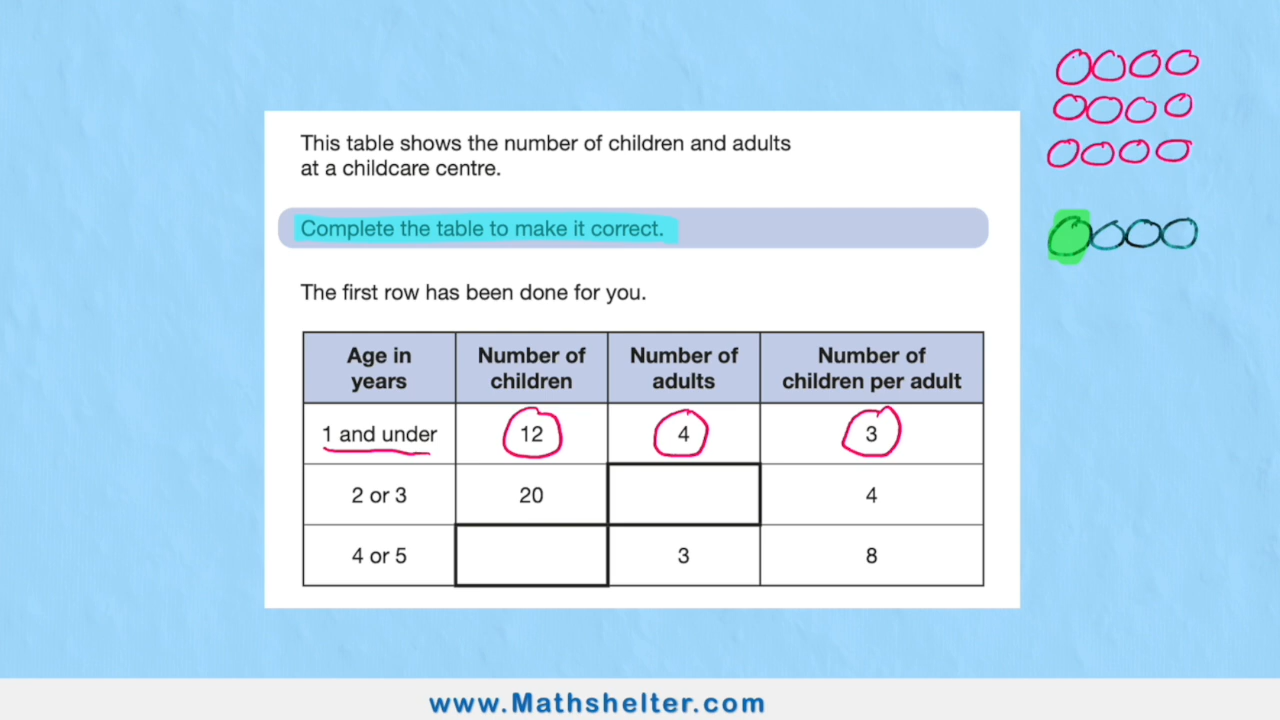 This table shows the number of children and adults
at a childcare centre.
Complete the table to make it correct.
The first row has been done for you.
Age in years Number of children Number of adults Number of children per adult
1 and under 12 4 3
2 or 3 20 4
4 or 5 3 8
www.Mathshelter.com